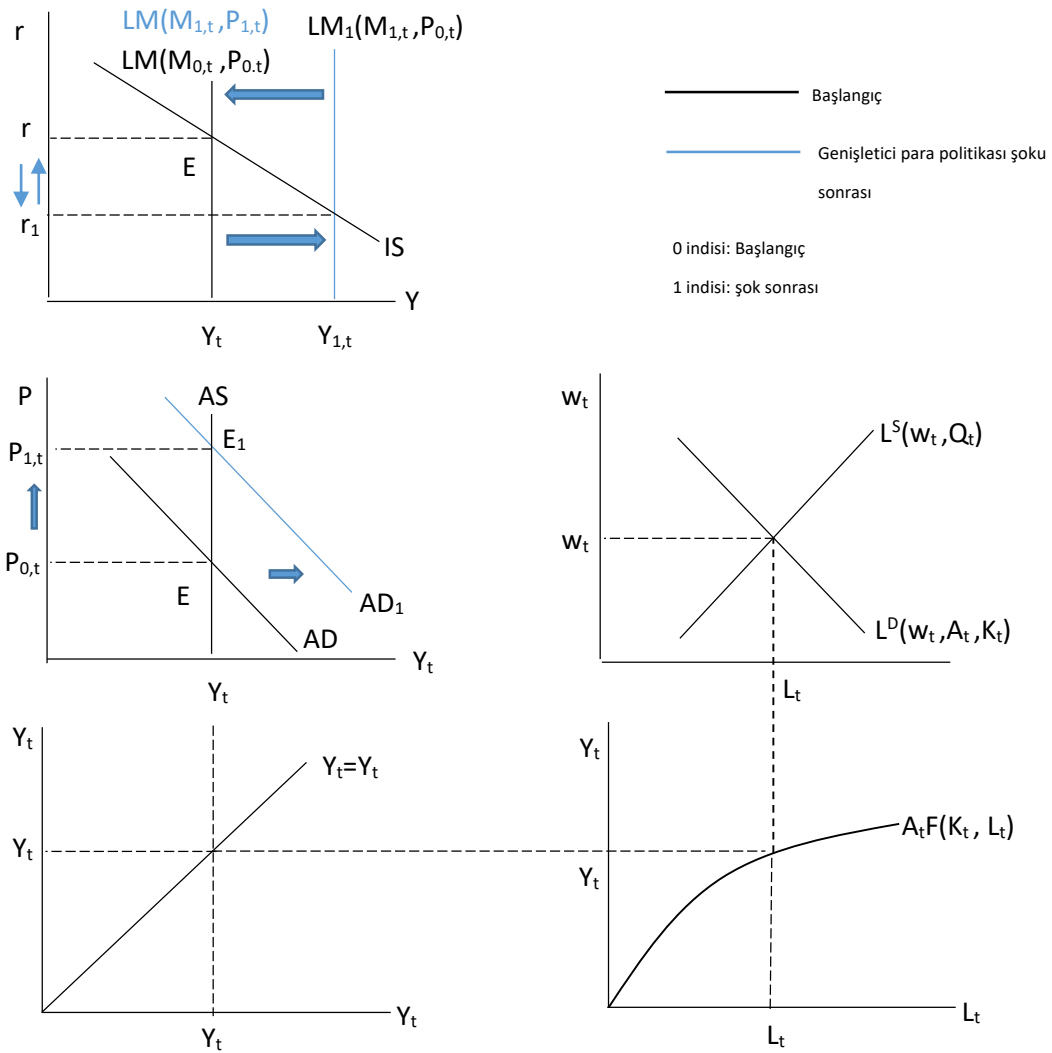 r
LM(M1,t ,P1,t)
LM1(M1,t ,P0,t)
LM(M0,t ,P0.t)
r
E
r1
IS
Y
Yt
Y1,t
Başlangıç
Genişletici para politikası şoku
sonrası
0 indisi: Başlangıç
1 indisi: şok sonrası
P
AS
E1
P1,t
P0,t
E
AD1
AD
Yt
Yt
wt
LS(wt ,Qt)
wt
LD(wt ,At ,Kt)
Lt
Yt
Yt=Yt
Yt
Yt
Yt
Yt
AtF(Kt , Lt)
Yt
Lt
Lt